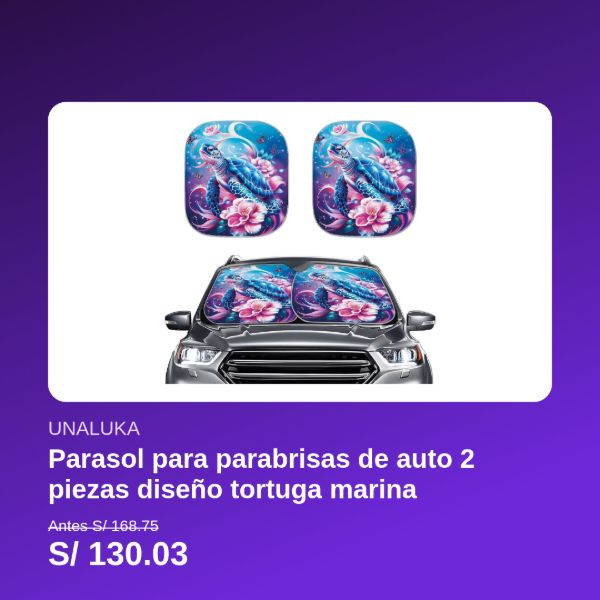 UNALUKA
Parasol para parabrisas de auto 2
piezas diseño tortuga marina
Antes S/ 168.75
S/ 130.03